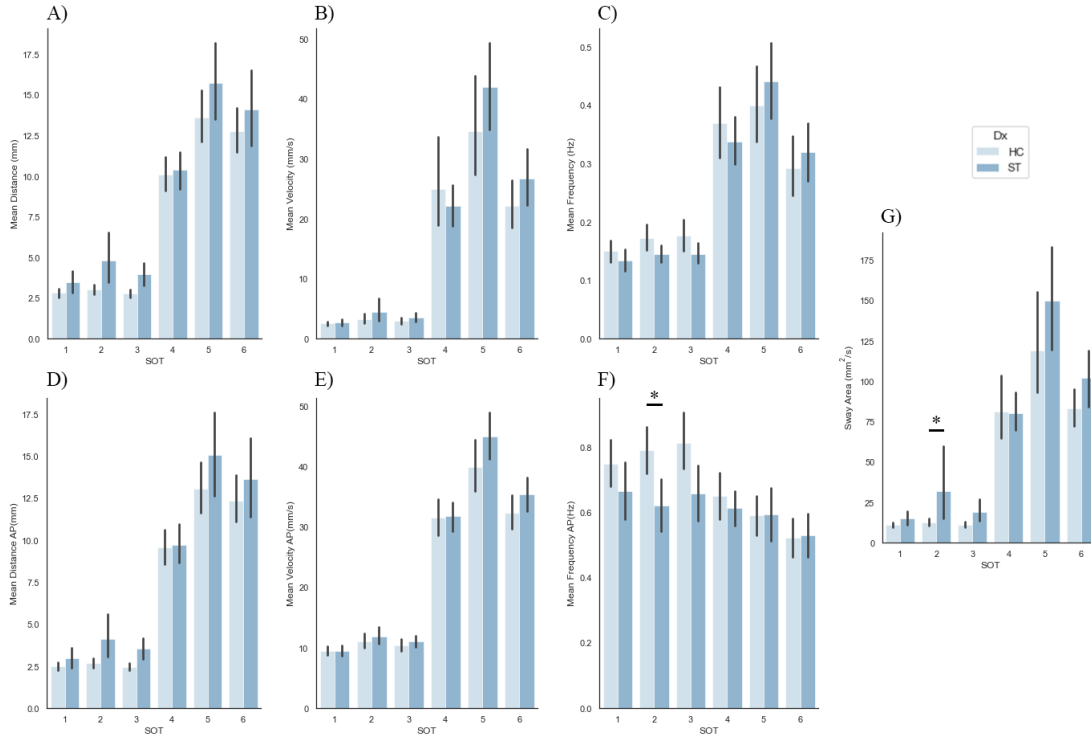 A)
Mean Distance (mm)
17.5
15.0
12.5
10.0
7.5
5.0
2.5
0.0
1 2 3 4 5 6
SOT
B)
Mean Velocity (mm/s)
50
40
30
20
10
0
1 2 3 4 5 6
SOT
C)
Mean Frequency (Hz)
0.5
0.4
0.3
0.2
0.1
0.0
1 2 3 4 5 6
SOT
Dx
HC
ST
D)
Mean Distance AP(mm)
17.5
15.0
12.5
10.0
7.5
5.0
2.5
0.0
1 2 3 4 5 6
SOT
E)
Mean Velocity AP(mm/s)
50
40
30
20
10
0
1 2 3 4 5 6
SOT
F)
Mean Frequency AP(Hz)
0.8
0.6
0.4
0.2
0.0
*
1 2 3 4 5 6
SOT
G)
Sway Area (mm²/s)
175
150
125
100
75
50
25
0
*
1 2 3 4 5 6
SOT